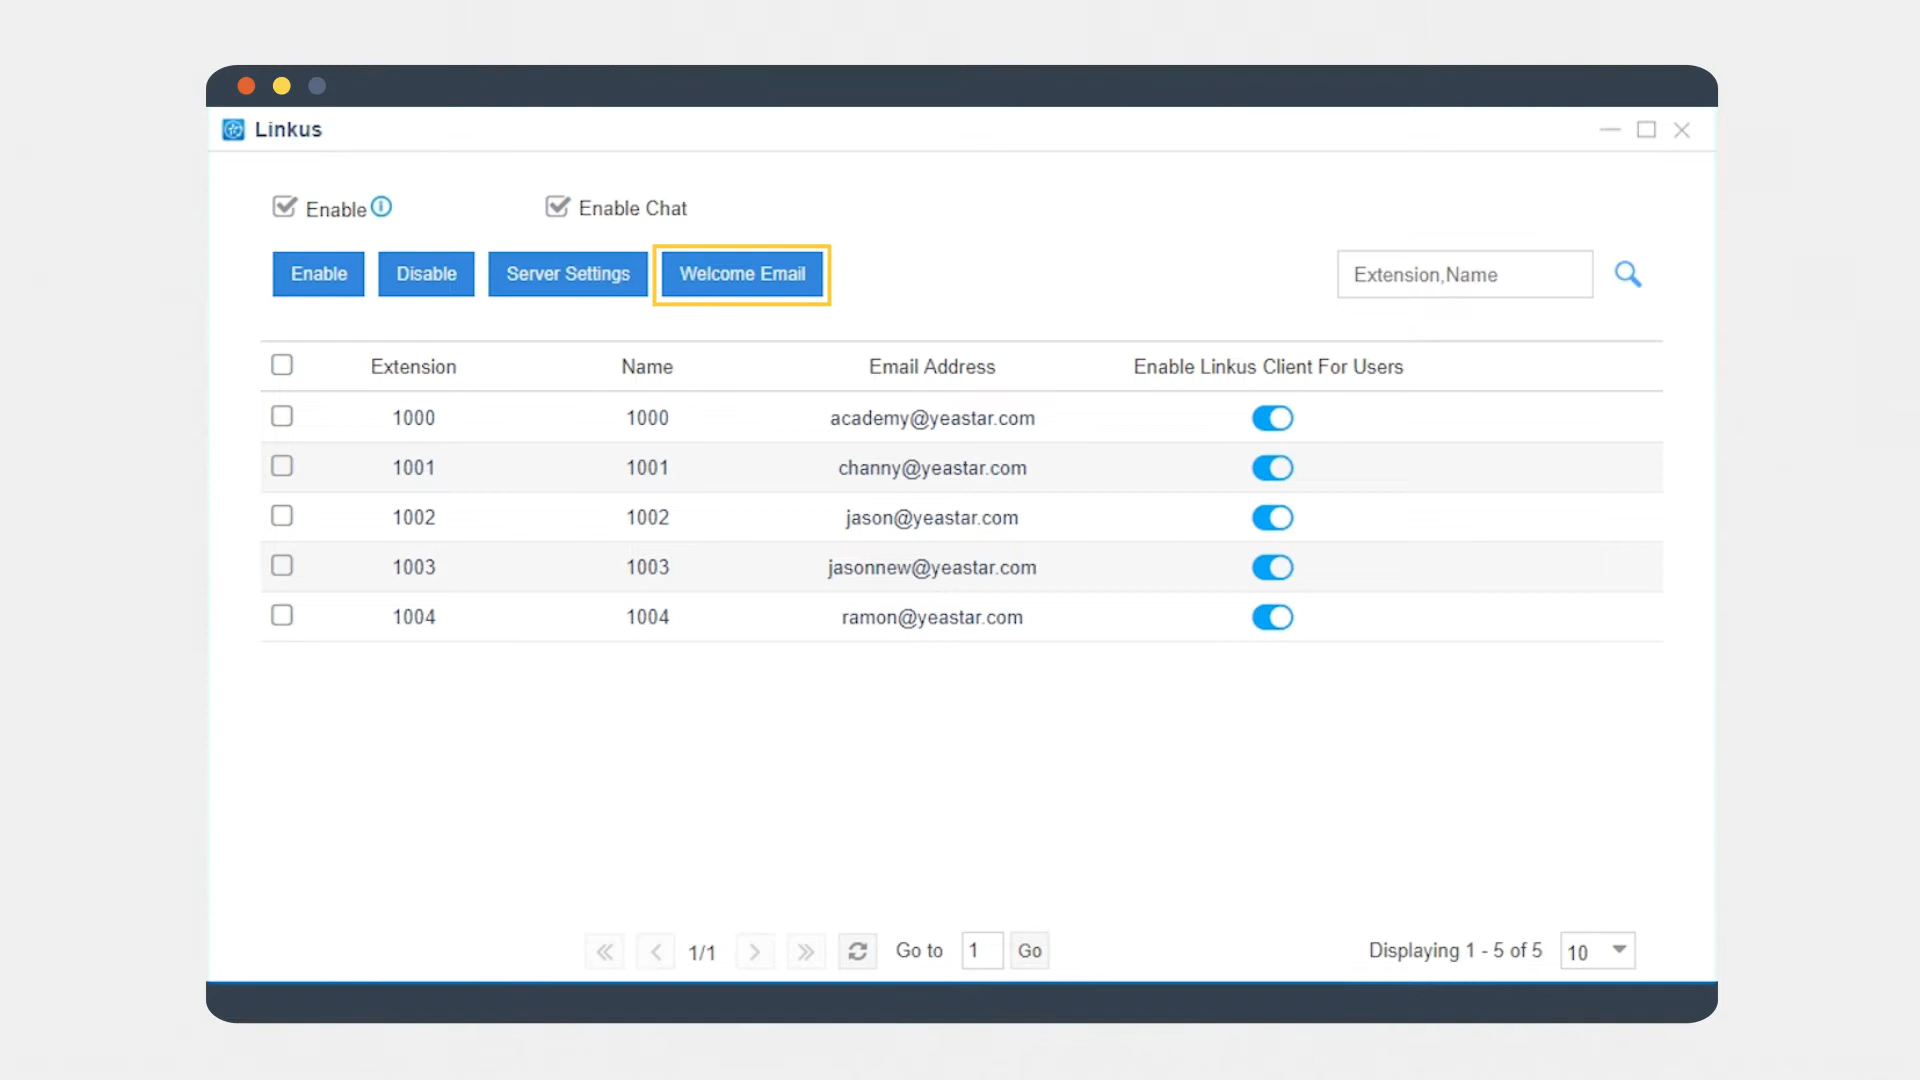 Linkus
Enable Enable Chat
Enable Disable Server Settings Welcome Email Extension,Name
Extension Name Email Address Enable Linkus Client For Users
1000 1000 academy@yeastar.com
1001 1001 channy@yeastar.com
1002 1002 jason@yeastar.com
1003 1003 jasonnew@yeastar.com
1004 1004 ramon@yeastar.com
1/1 Go to 1 Go Displaying 1 - 5 of 5 10